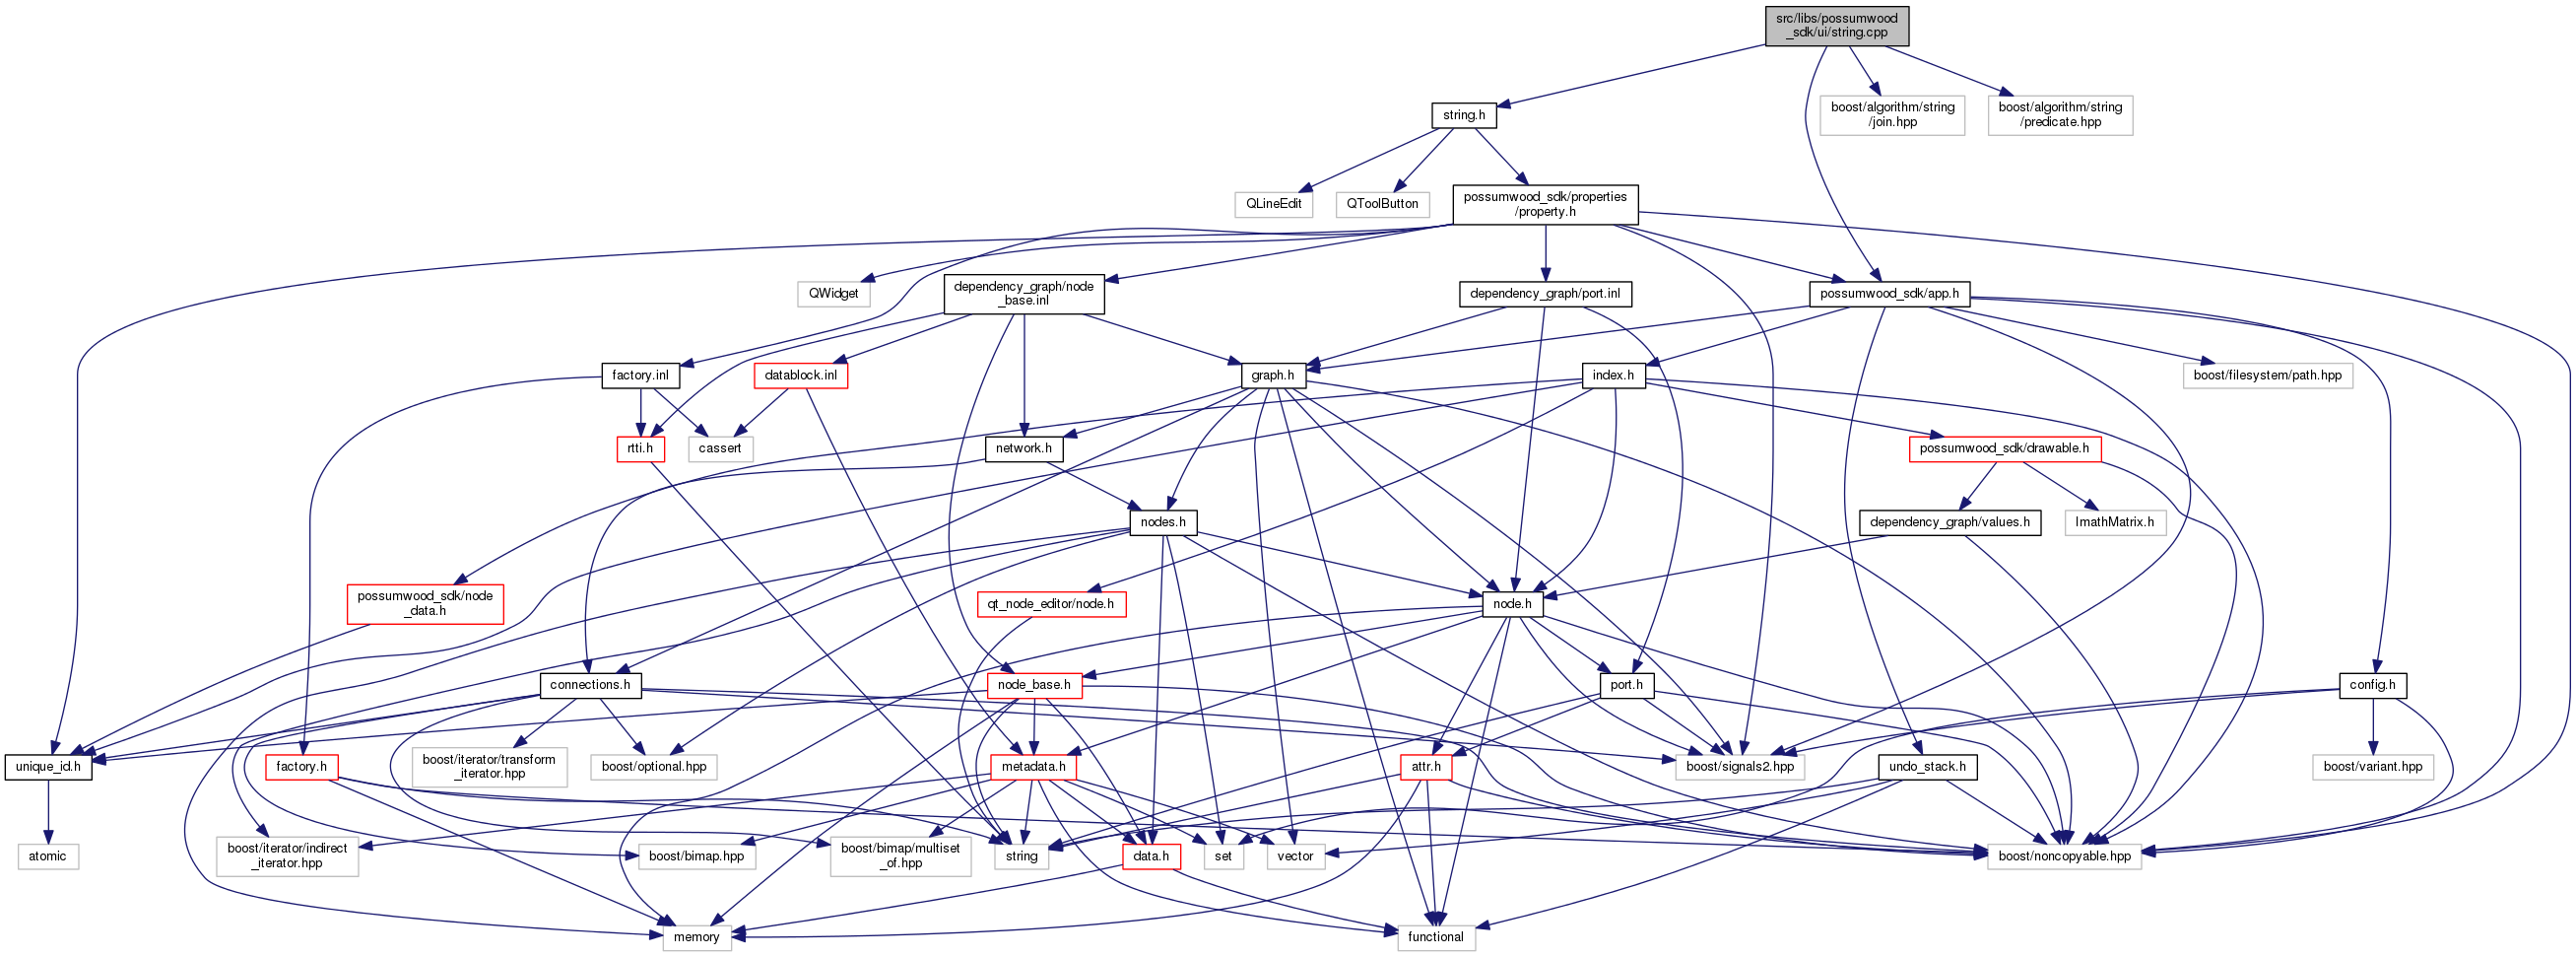 src/libs/possumwood
_sdk/ui/string.cpp
string.h
boost/algorithm/string
/join.hpp
boost/algorithm/string
/predicate.hpp
QLineEdit
QToolButton
possumwood_sdk/properties
/property.h
QWidget
dependency_graph/node
_base.inl
dependency_graph/port.inl
possumwood_sdk/app.h
factory.inl
datablock.inl
graph.h
index.h
boost/filesystem/path.hpp
rtti.h
cassert
network.h
possumwood_sdk/drawable.h
nodes.h
dependency_graph/values.h
ImathMatrix.h
possumwood_sdk/node
_data.h
qt_node_editor/node.h
node.h
connections.h
node_base.h
port.h
config.h
unique_id.h
factory.h
boost/iterator/transform
_iterator.hpp
boost/optional.hpp
metadata.h
attr.h
boost/signals2.hpp
undo_stack.h
boost/variant.hpp
atomic
boost/iterator/indirect
_iterator.hpp
boost/bimap.hpp
boost/bimap/multiset
_of.hpp
string
data.h
set
vector
boost/noncopyable.hpp
memory
functional